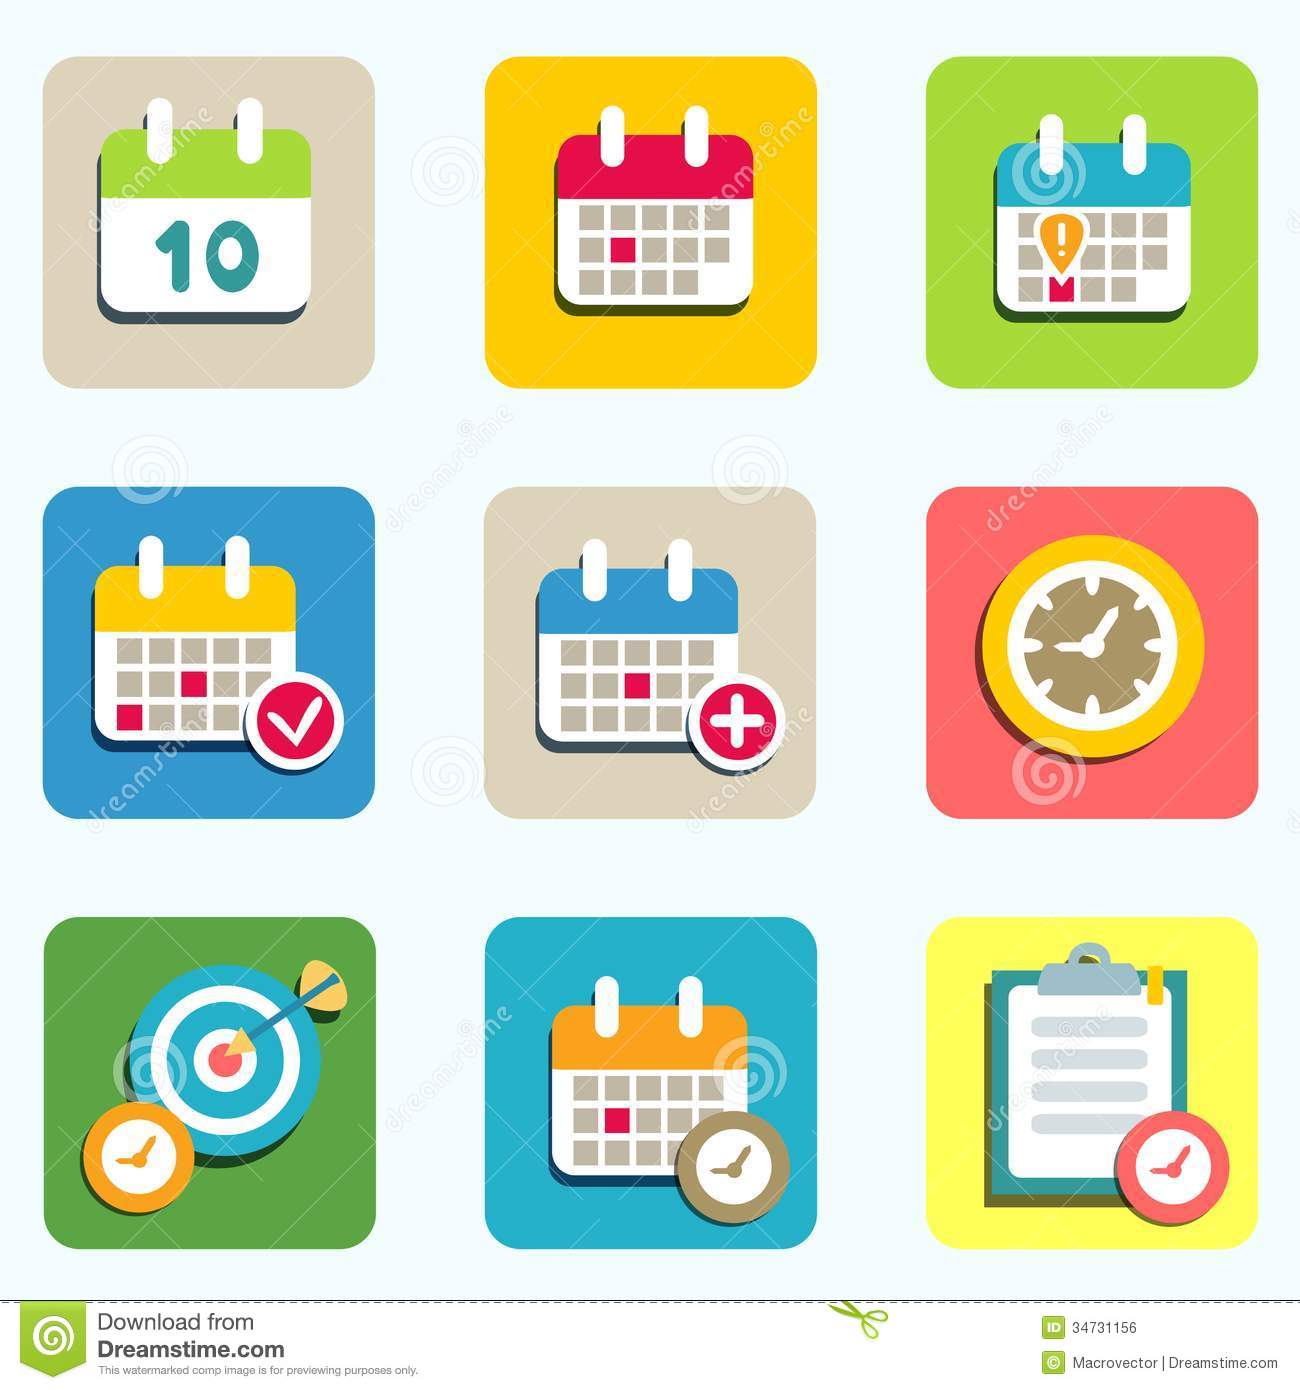 10
Download from
Dreamstime.com
This watermarked comp image is for previewing purposes only.
ID 34731156
© Macrovector | Dreamstime.com
dreamstime